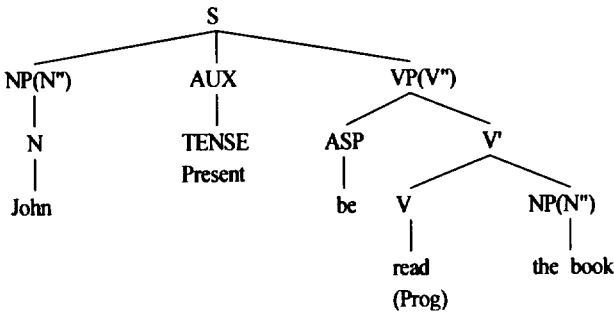 S
NP(N") AUX VP(V")
N TENSE ASP V'
Present
John be V NP(N")
read the book
(Prog)